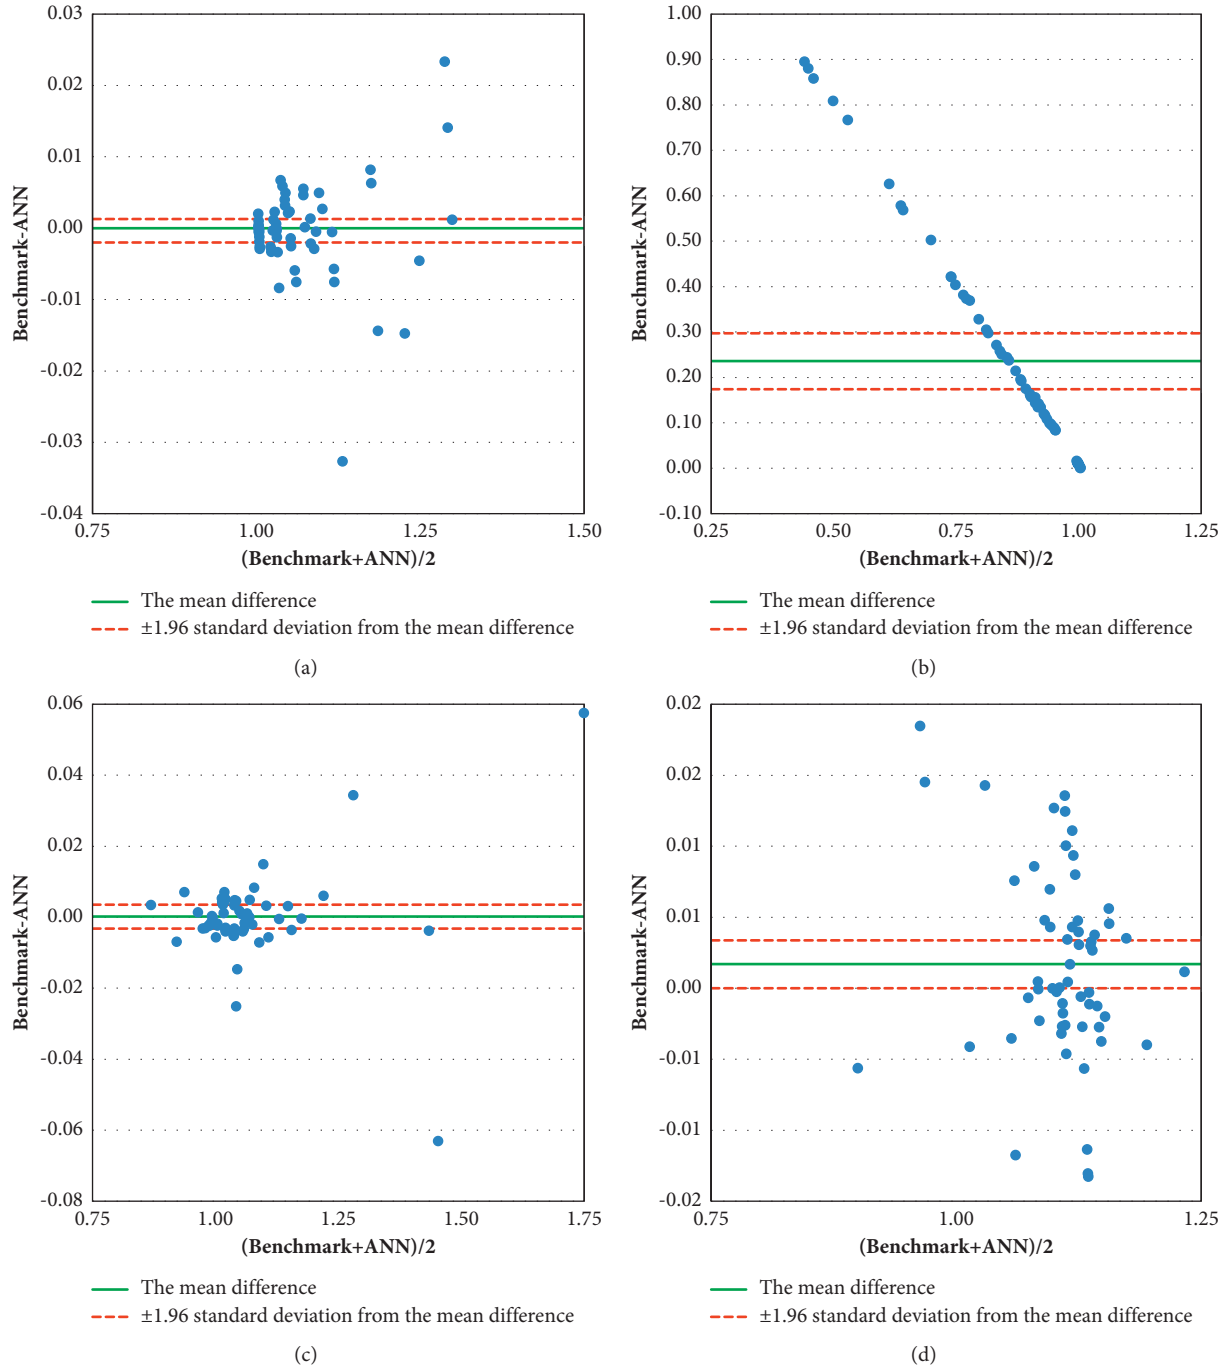 0.03
0.02
0.01
0.00
-0.01
-0.02
-0.03
-0.04
Benchmark-ANN
0.75
1.00
1.25
1.50
(Benchmark+ANN)/2
The mean difference
±1.96 standard deviation from the mean difference
(a)
1.00
0.90
0.80
0.70
0.60
0.50
0.40
0.30
0.20
0.10
0.00
-0.10
Benchmark-ANN
0.25
0.50
0.75
1.00
1.25
(Benchmark+ANN)/2
The mean difference
±1.96 standard deviation from the mean difference
(b)
0.06
0.04
0.02
0.00
-0.02
-0.04
-0.06
-0.08
Benchmark-ANN
0.75
1.00
1.25
1.50
1.75
(Benchmark+ANN)/2
The mean difference
±1.96 standard deviation from the mean difference
(c)
0.02
0.02
0.01
0.01
0.00
-0.01
-0.01
-0.02
Benchmark-ANN
0.75
1.00
1.25
(Benchmark+ANN)/2
The mean difference
±1.96 standard deviation from the mean difference
(d)